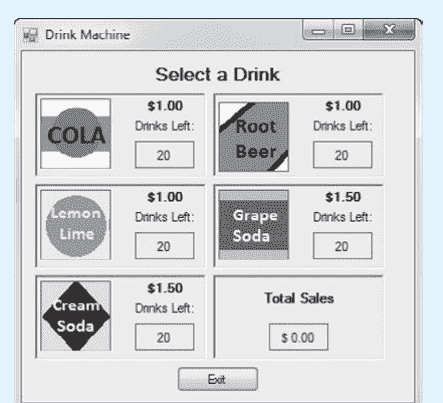 Drink Machine
Select a Drink
COLA
$1.00
Drinks Left:
20
Root
Beer
$1.00
Drinks Left:
20
Lemon
Lime
$1.00
Drinks Left:
20
Grape
Soda
$1.50
Drinks Left:
20
Cream
Soda
$1.50
Drinks Left:
20
Total Sales
$ 0.00
Exit